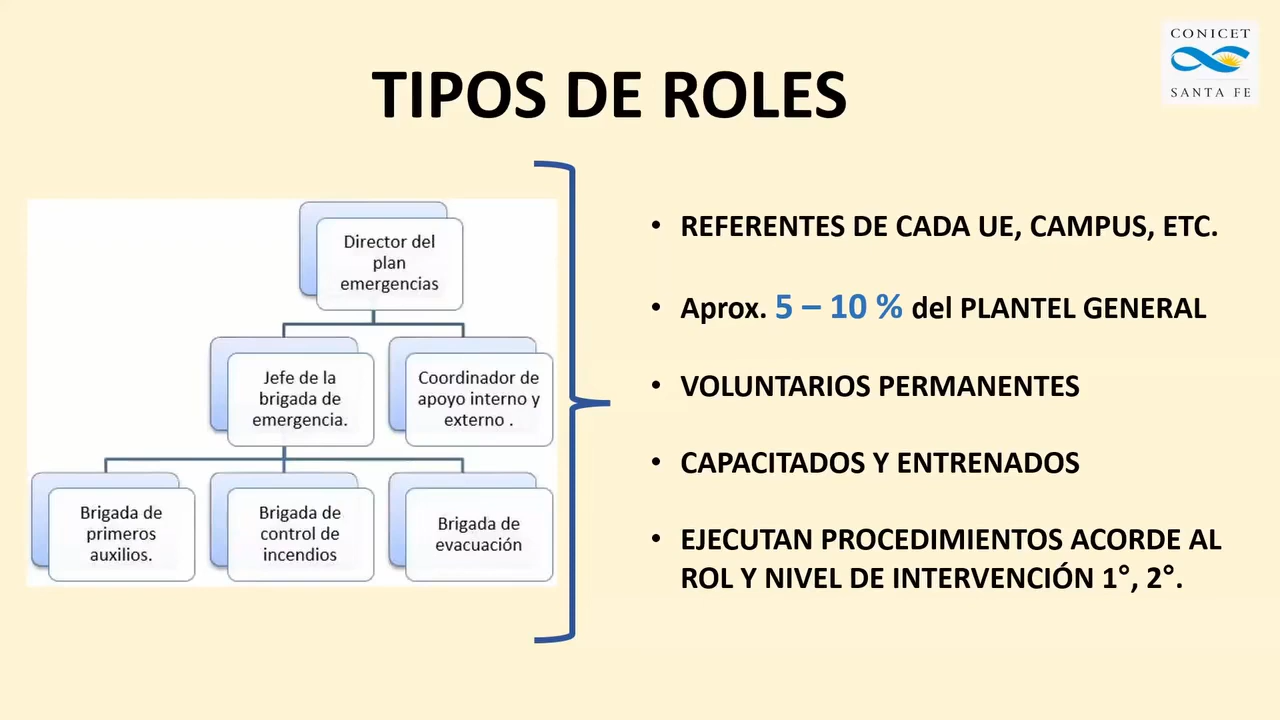 CONICET
SANTA FE
TIPOS DE ROLES
Director del
plan
emergencias
Jefe de la
brigada de
emergencia.
Coordinador de
apoyo interno y
externo .
Brigada de
primeros
auxilios.
Brigada de
control de
incendios
Brigada de
evacuación
• REFERENTES DE CADA UE, CAMPUS, ETC.
• Aprox. 5 – 10 % del PLANTEL GENERAL
• VOLUNTARIOS PERMANENTES
• CAPACITADOS Y ENTRENADOS
• EJECUTAN PROCEDIMIENTOS ACORDE AL
ROL Y NIVEL DE INTERVENCIÓN 1°, 2°.